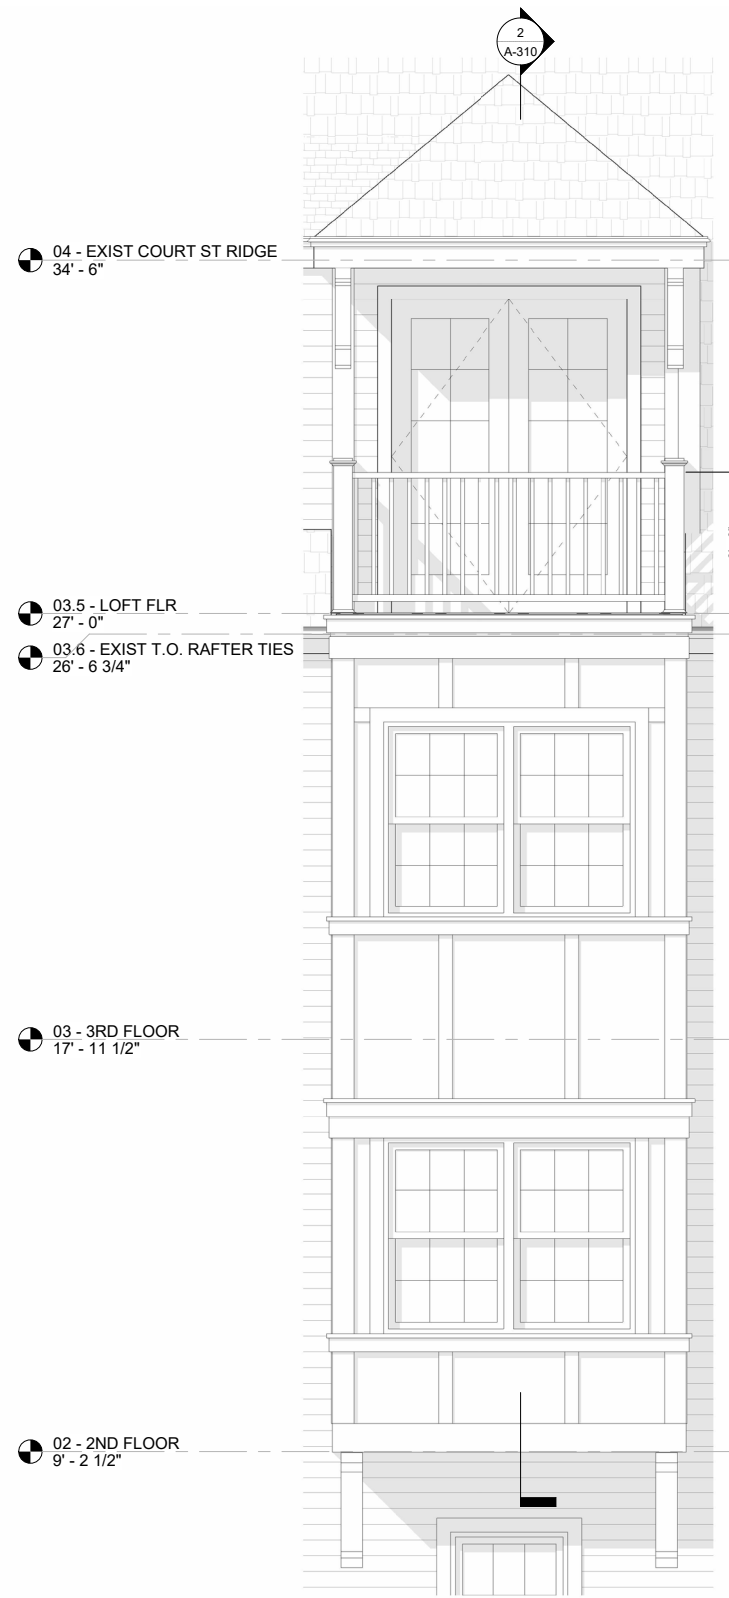 2
A-310
04 - EXIST COURT ST RIDGE
34' - 6"
03.5 - LOFT FLR
27' - 0"
03.6 - EXIST T.O. RAFTER TIES
26' - 6 3/4"
03 - 3RD FLOOR
17' - 11 1/2"
02 - 2ND FLOOR
9' - 2 1/2"